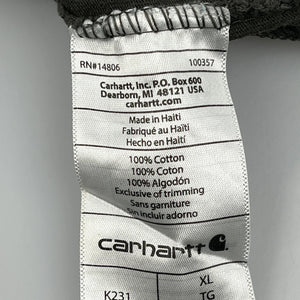 RN#14806 100357
Carhartt, Inc. P.O. Box 600
Dearborn, MI 48121 USA
carhartt.com
Made in Haiti
Fabriqué au Haïti
Hecho en Haití
100% Cotton
100% Coton
100% Algodón
Exclusive of trimming
Sans garniture
Sin incluir adorno
carhartt
K231 XL
TG